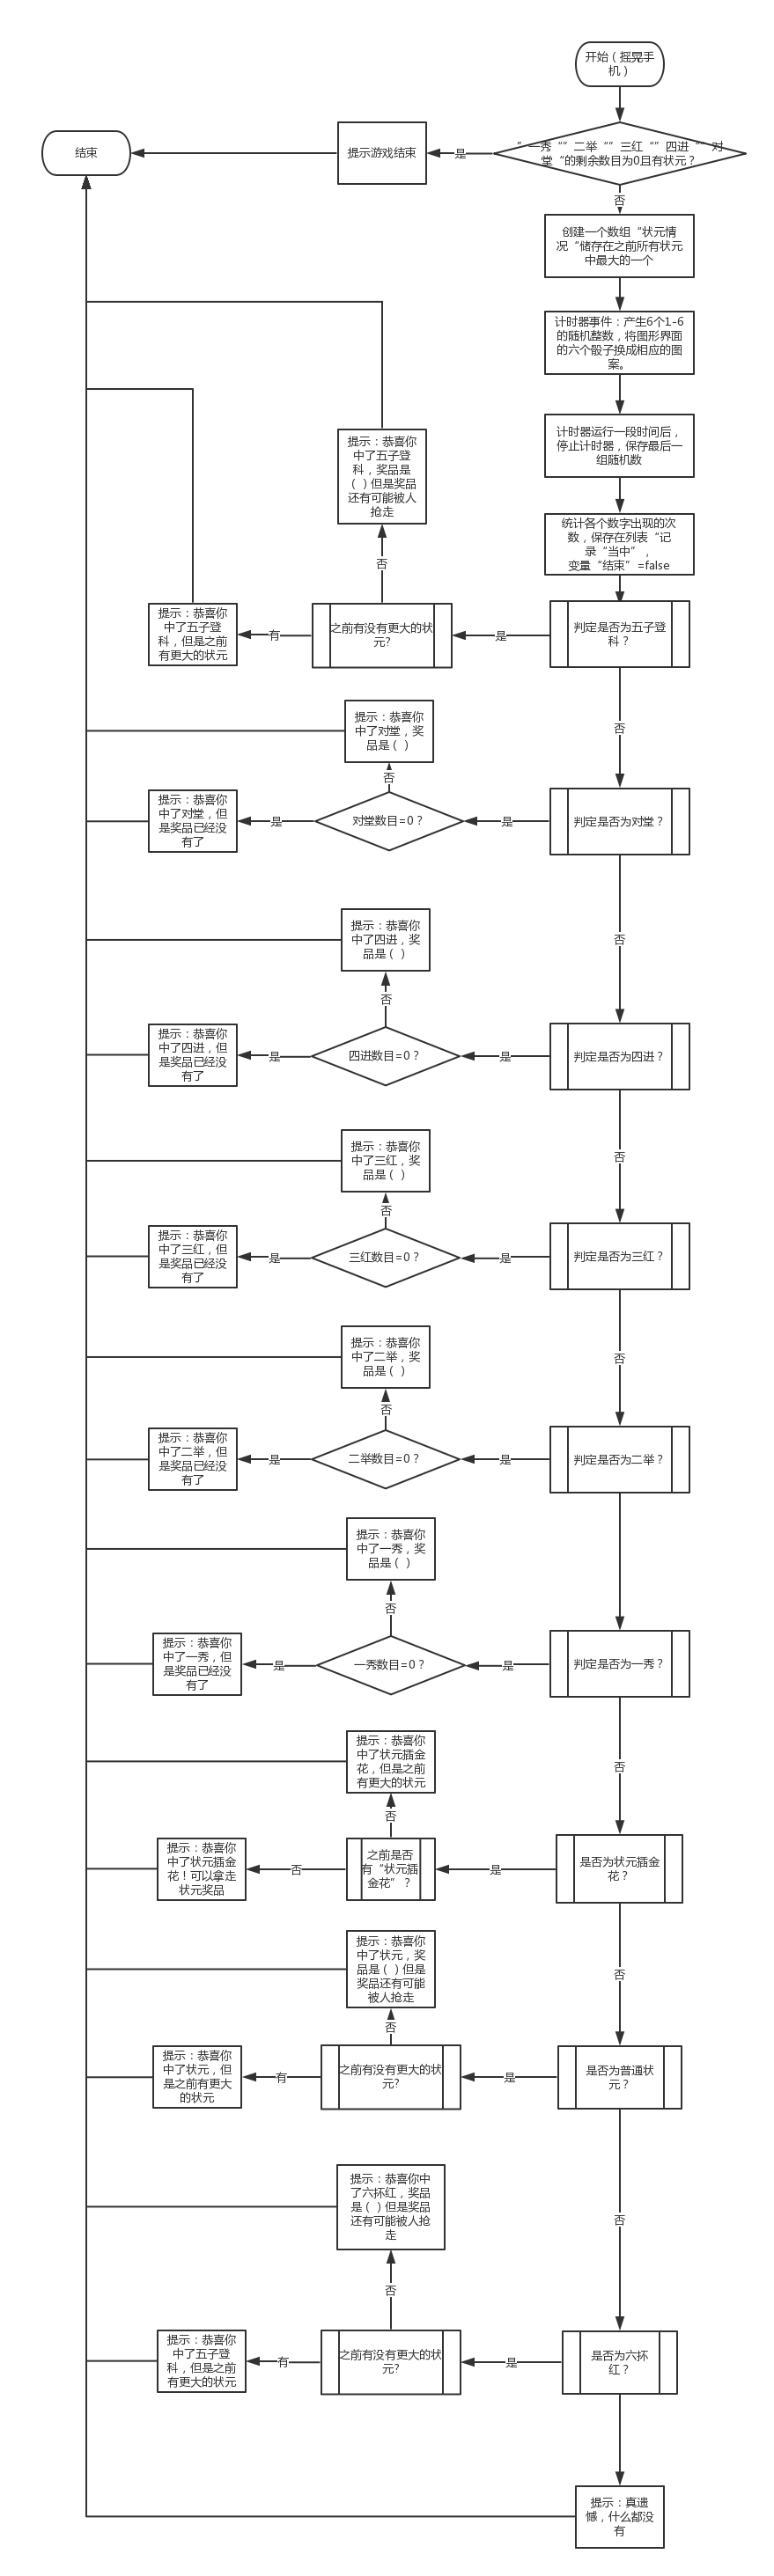 开始（摇晃手
机）
“ 一秀 “” 二举 “” 三红 “” 四进 “” 对
堂 ”的剩余数目为0且有状元？
是
提示游戏结束
结束
否
创建一个数组“状元情
况“储存在之前所有状元
中最大的一个
计时器事件：产生6个1-6
的随机整数，将图形界面
的六个骰子换成相应的图
案。
计时器运行一段时间后，
停止计时器，保存最后一
组随机数
统计各个数字出现的次
数，保存在列表“记
录“当中”，
变量“结束”=false
提示：恭喜你
中了五子登
科，奖品是
（ ）但是奖品
还有可能被人
抢走
否
判定是否为五子登
科？
是
之前有没有更大的状
元?
有
提示：恭喜你
中了五子登
科，但是之前
有更大的状元
否
提示：恭喜你
中了对堂，奖
品是（ ）
否
判定是否为对堂？
是
对堂数目=0？
是
提示：恭喜你
中了对堂，但
是奖品已经没
有了
否
提示：恭喜你
中了四进，奖
品是（ ）
否
判定是否为四进？
是
四进数目=0？
是
提示：恭喜你
中了四进，但
是奖品已经没
有了
否
提示：恭喜你
中了三红，奖
品是（ ）
否
判定是否为三红？
是
三红数目=0？
是
提示：恭喜你
中了三红，但
是奖品已经没
有了
否
提示：恭喜你
中了二举，奖
品是（ ）
否
判定是否为二举？
是
二举数目=0？
是
提示：恭喜你
中了二举，但
是奖品已经没
有了
提示：恭喜你
中了一秀，奖
品是（ ）
否
判定是否为一秀？
是
一秀数目=0？
是
提示：恭喜你
中了一秀，但
是奖品已经没
有了
否
提示：恭喜你
中了状元插金
花，但是之前
有更大的状元
否
是否为状元插金
花？
是
之前是否
有“状元插
金花”？
否
提示：恭喜你
中了状元插金
花！可以拿走
状元奖品
否
提示：恭喜你
中了状元，奖
品是（ ）但是
奖品还有可能
被人抢走
否
是否为普通状
元？
是
之前有没有更大的状
元?
有
提示：恭喜你
中了状元，但
是之前有更大
的状元
否
提示：恭喜你中
了六抔红，奖品
是（ ）但是奖品
还有可能被人抢
走
否
是否为六抔
红？
是
之前有没有更大的状
元?
有
提示：恭喜你
中了五子登
科，但是之前
有更大的状元
提示：真遗
憾，什么都没
有